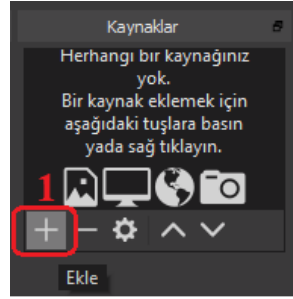 Kaynaklar
Herhangi bir kaynağınız
yok.
Bir kaynak eklemek için
aşağıdaki tuşlara basın
yada sağ tıklayın.
1
Ekle